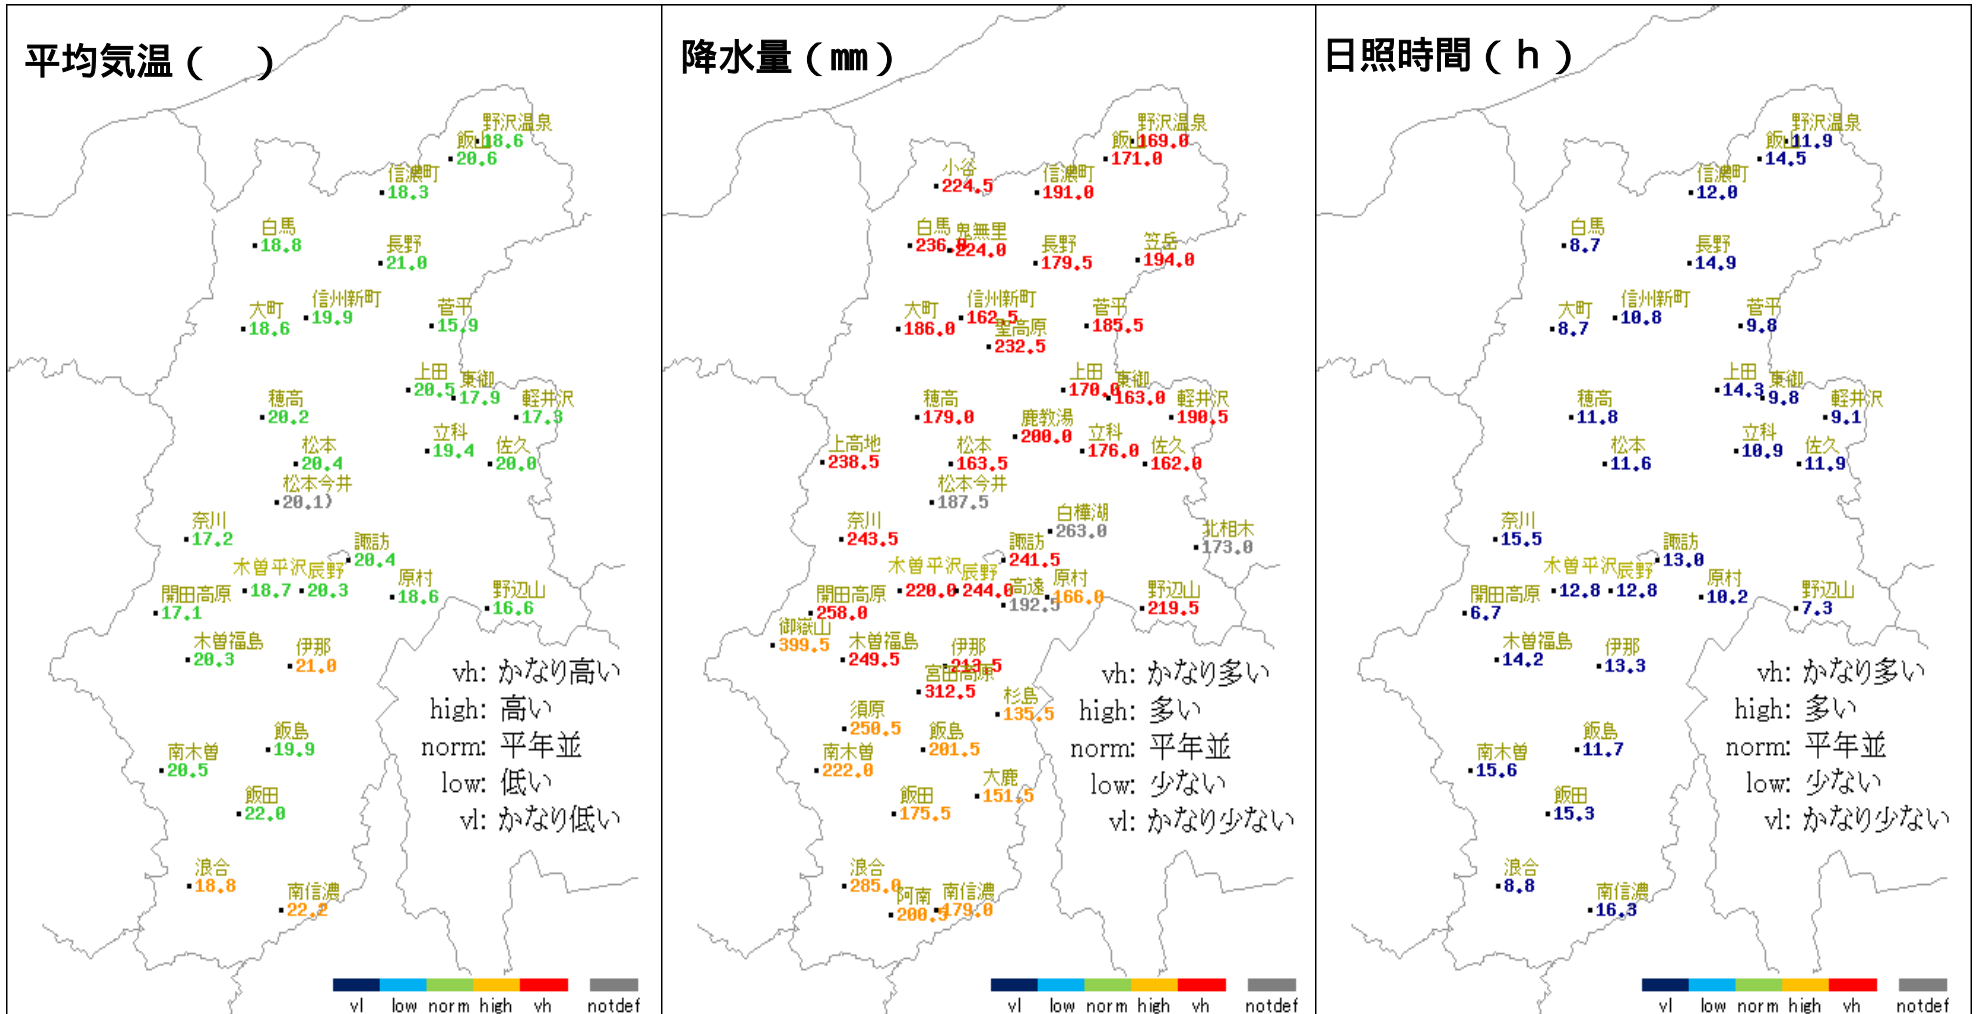 平均気温（　）
野沢温泉
18.6
飯山
20.6
信濃町
18.3
白馬
18.8
長野
21.0
信州新町
19.9
大町
18.6
菅平
15.9
上田
20.5
東御
17.9
穂高
20.2
軽井沢
17.3
立科
19.4
松本
20.4
佐久
20.0
松本今井
20.1)
奈川
17.2
諏訪
20.4
木曽平沢
18.7
辰野
20.3
原村
18.6
開田高原
17.1
野辺山
16.6
木曽福島
20.3
伊那
21.0
飯島
19.9
南木曽
20.5
飯田
22.0
浪合
18.8
南信濃
22.2
vh: かなり高い
high: 高い
norm: 平年並
low: 低い
vl: かなり低い
vl low norm high vh notdef
降水量（㎜）
野沢温泉
169.0
飯山
171.0
小谷
224.5
信濃町
191.0
白馬
236.0
鬼無里
224.0
長野
179.5
笠岳
194.0
信州新町
162.5
大町
186.0
菅平
185.5
聖高原
232.5
上田
170.0
東御
163.0
穂高
179.0
軽井沢
190.5
鹿教湯
200.0
立科
176.0
上高地
238.5
松本
163.5
佐久
162.0
松本今井
187.5
奈川
243.5
白樺湖
263.0
北相木
173.0
諏訪
241.5
木曽平沢
220.0
辰野
244.0
高遠
192.5
原村
166.0
開田高原
258.0
野辺山
219.5
御嶽山
399.5
木曽福島
249.5
伊那
213.5
宮田高原
312.5
杉島
135.5
須原
250.5
飯島
201.5
南木曽
222.0
大鹿
151.5
飯田
175.5
浪合
285.0
阿南
200.5
南信濃
179.0
vh: かなり多い
high: 多い
norm: 平年並
low: 少ない
vl: かなり少ない
vl low norm high vh notdef
日照時間（ｈ）
野沢温泉
11.9
飯山
14.5
信濃町
12.0
白馬
8.7
長野
14.9
信州新町
10.8
大町
8.7
菅平
9.8
上田
14.3
東御
9.8
穂高
11.8
軽井沢
9.1
立科
10.9
松本
11.6
佐久
11.9
奈川
15.5
諏訪
13.0
木曽平沢
12.8
辰野
12.8
原村
10.2
開田高原
6.7
野辺山
7.3
木曽福島
14.2
伊那
13.3
飯島
11.7
南木曽
15.6
飯田
15.3
浪合
8.8
南信濃
16.3
vh: かなり多い
high: 多い
norm: 平年並
low: 少ない
vl: かなり少ない
vl low norm high vh notdef